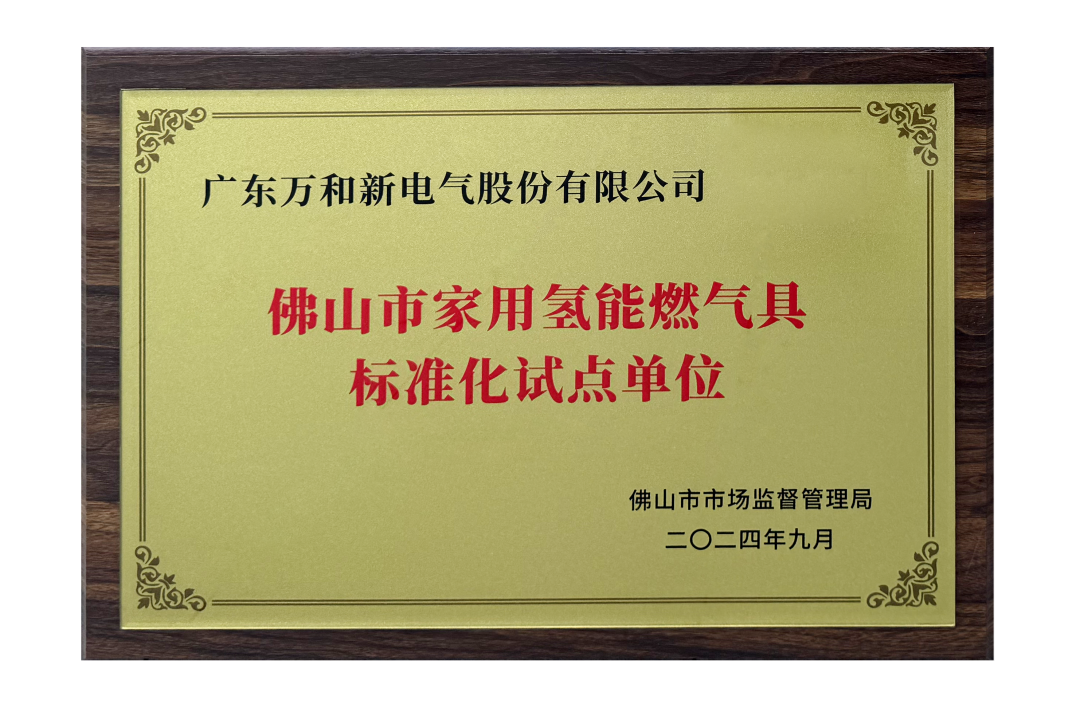 广东万和新电气股份有限公司
佛山市家用氢能燃气具
标准化试点单位
佛山市市场监督管理局
二〇二四年九月